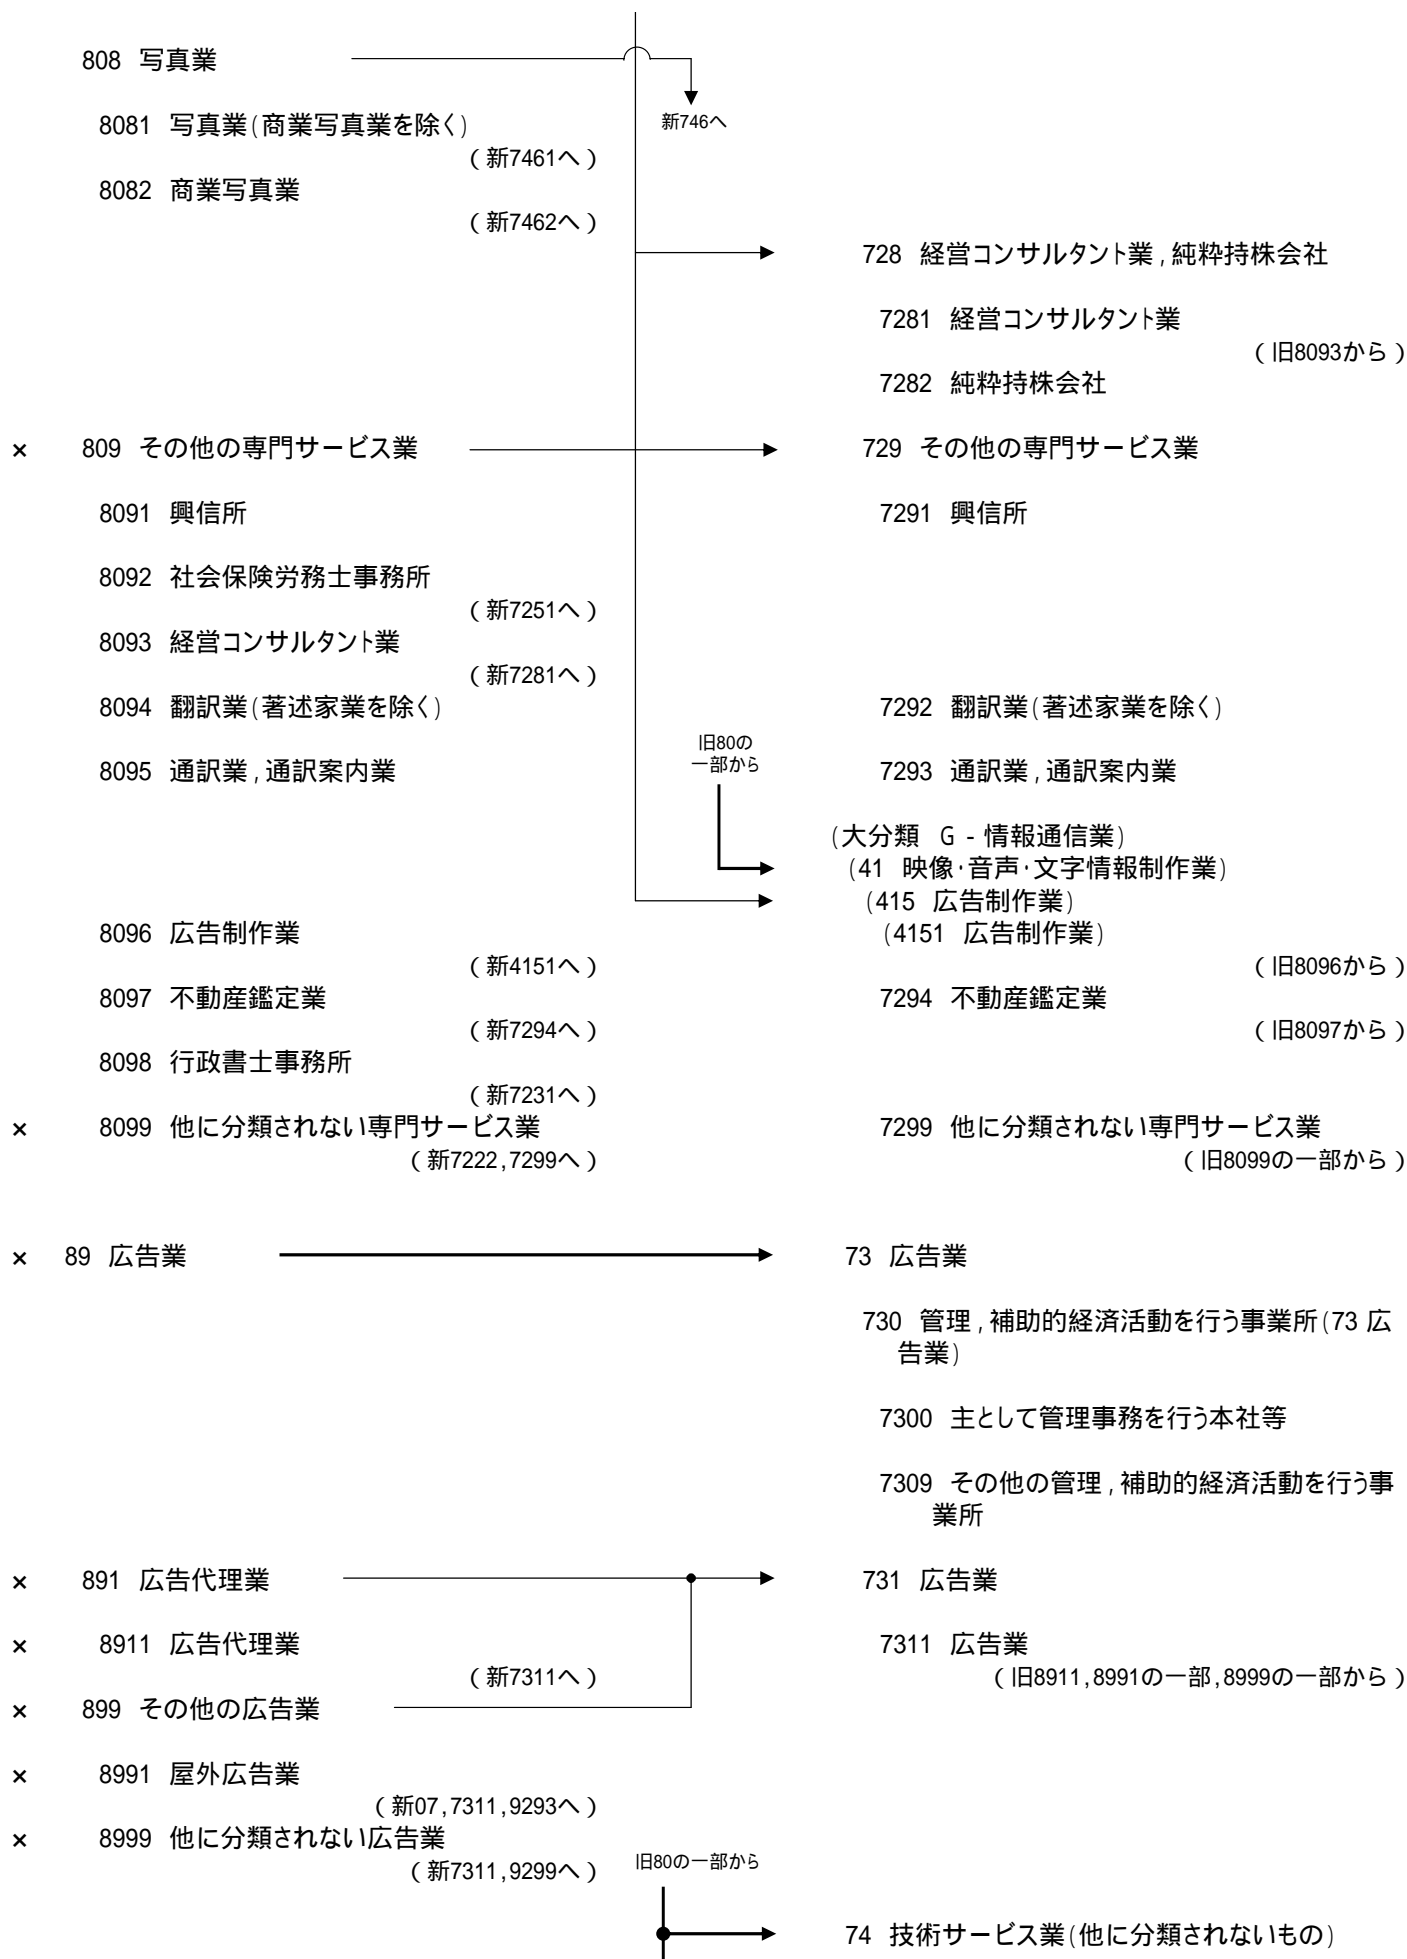 808 写真業
8081 写真業(商業写真業を除く)
新746へ
(新7461へ)
8082 商業写真業
(新7462へ)
728 経営コンサルタント業,純粋持株会社
7281 経営コンサルタント業
(旧8093から)
7282 純粋持株会社
× 809 その他の専門サービス業
729 その他の専門サービス業
8091 興信所
7291 興信所
8092 社会保険労務士事務所
(新7251へ)
8093 経営コンサルタント業
(新7281へ)
8094 翻訳業(著述家業を除く)
7292 翻訳業(著述家業を除く)
旧80の
一部から
8095 通訳業,通訳案内業
7293 通訳業,通訳案内業
(大分類 G-情報通信業)
(41 映像・音声・文字情報制作業)
(415 広告制作業)
8096 広告制作業
(4151 広告制作業)
(新4151へ)
(旧8096から)
8097 不動産鑑定業
7294 不動産鑑定業
(新7294へ)
(旧8097から)
8098 行政書士事務所
(新7231へ)
× 8099 他に分類されない専門サービス業
7299 他に分類されない専門サービス業
(新7222,7299へ)
(旧8099の一部から)
× 89 広告業
73 広告業
730 管理,補助的経済活動を行う事業所(73 広
告業)
7300 主として管理事務を行う本社等
7309 その他の管理,補助的経済活動を行う事
業所
× 891 広告代理業
731 広告業
× 8911 広告代理業
7311 広告業
(新7311へ)
(旧8911,8991の一部,8999の一部から)
× 899 その他の広告業
× 8991 屋外広告業
(新07,7311,9293へ)
× 8999 他に分類されない広告業
(新7311,9299へ)
旧80の一部から
74 技術サービス業(他に分類されないもの)